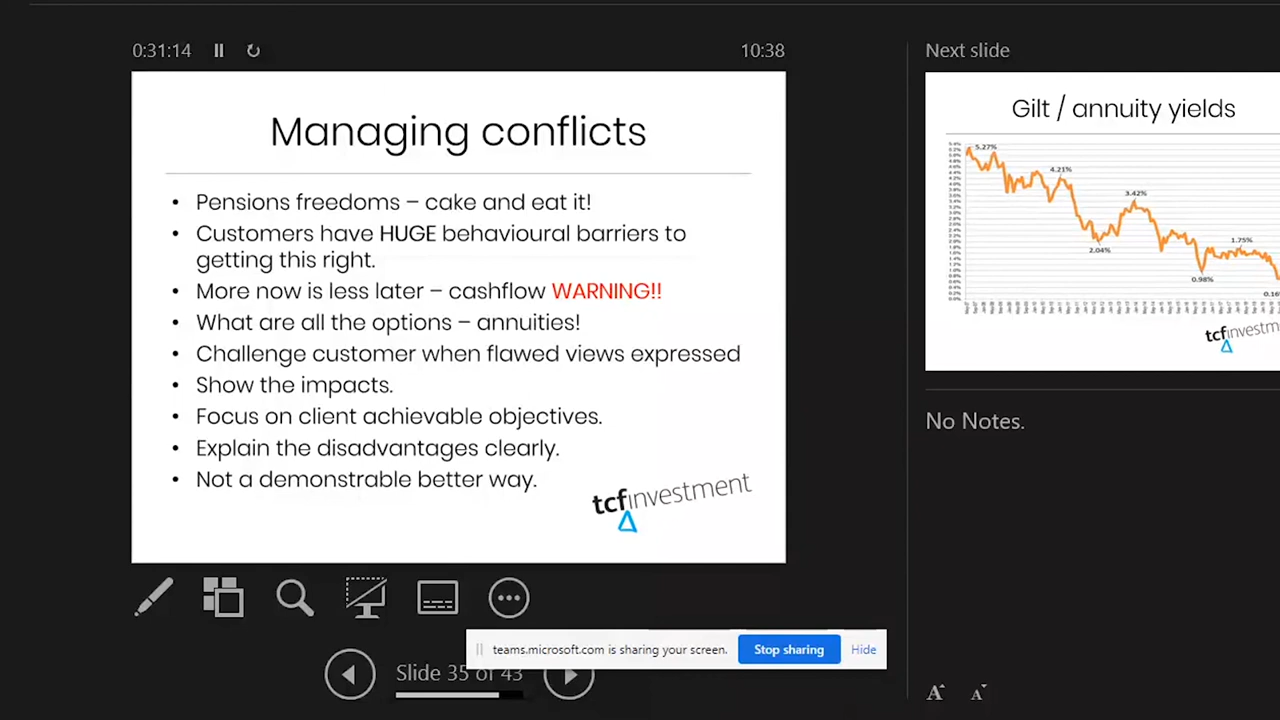 0:31:14
10:38
Managing conflicts
• Pensions freedoms – cake and eat it!
• Customers have HUGE behavioural barriers to
getting this right.
• More now is less later – cashflow WARNING!!
• What are all the options – annuities!
• Challenge customer when flawed views expressed
• Show the impacts.
• Focus on client achievable objectives.
• Explain the disadvantages clearly.
• Not a demonstrable better way.
tcfinvestment
teams.microsoft.com is sharing your screen.
Stop sharing
Hide
Slide 35 of 43
Next slide
Gilt / annuity yields
5.27%
4.21%
3.42%
2.04%
1.75%
0.98%
tcfinvestm
No Notes.
A A